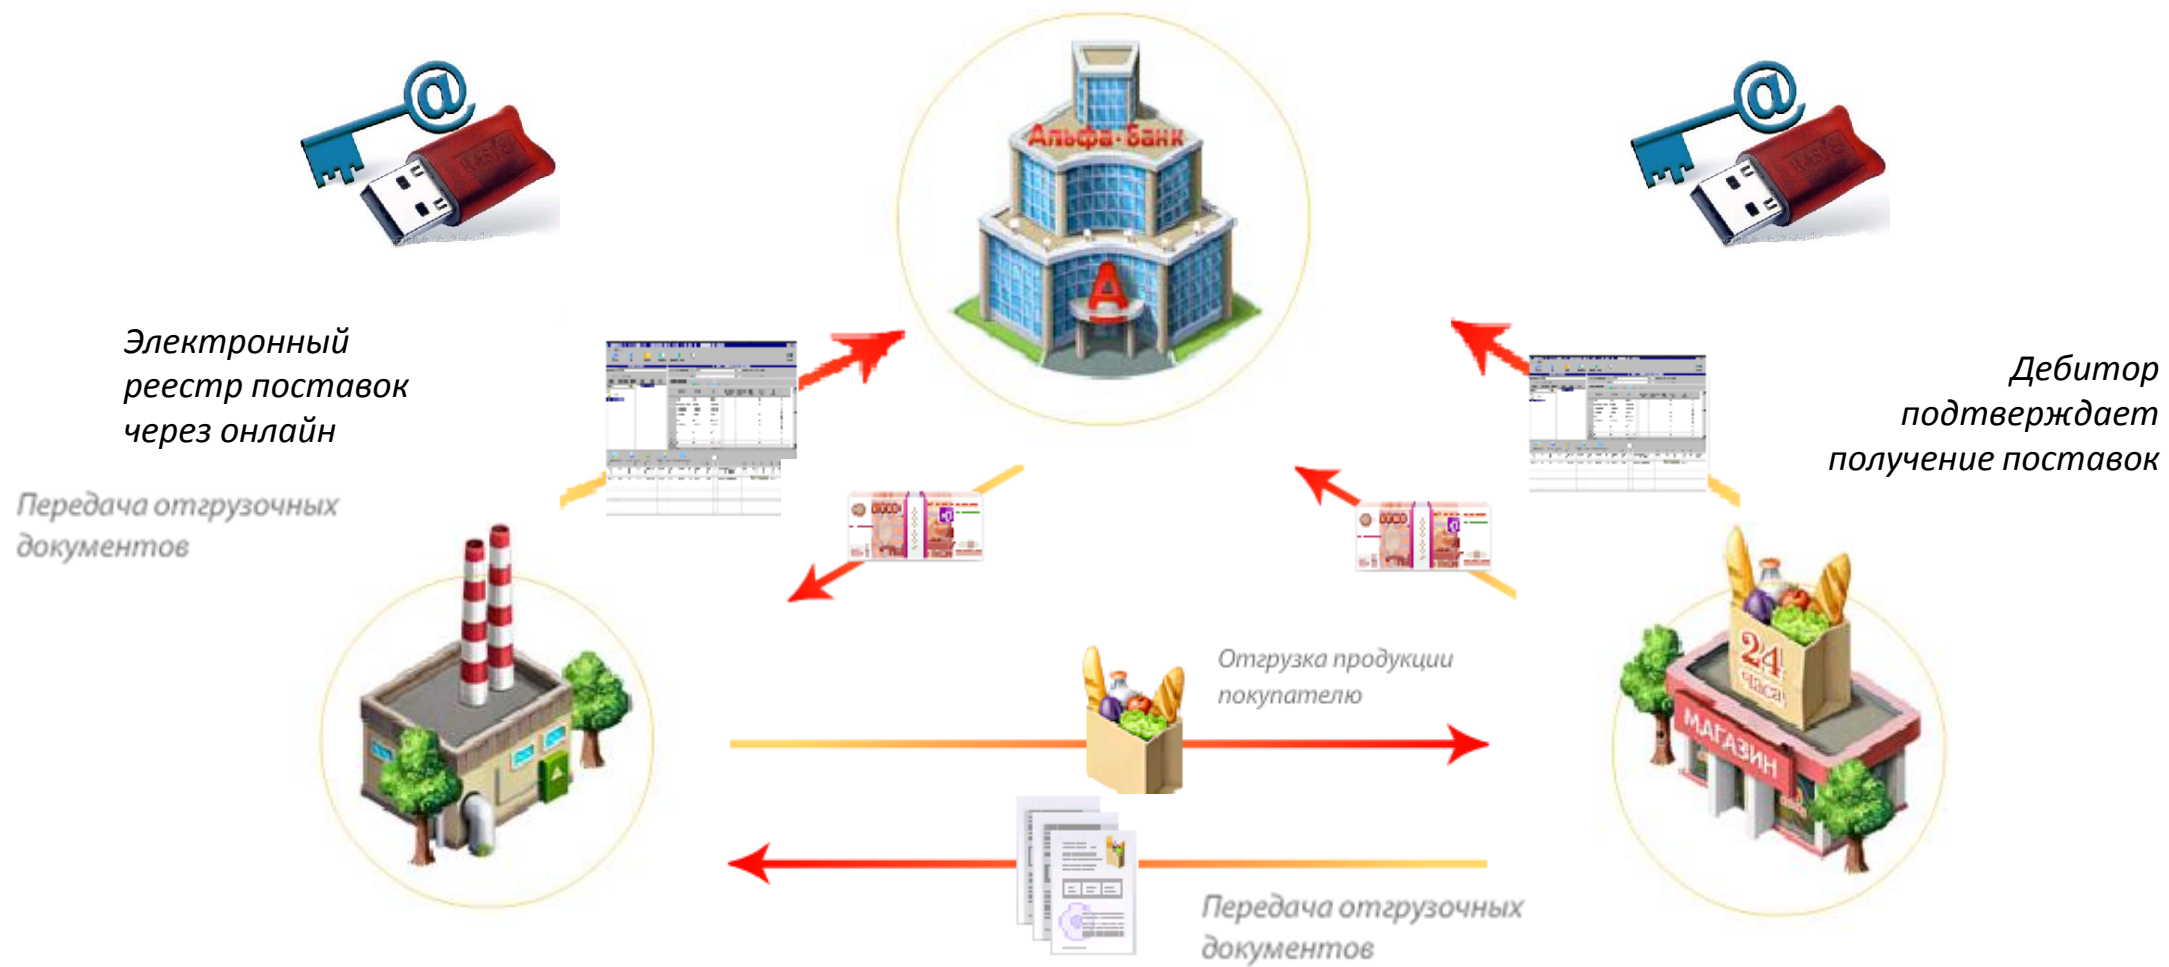 Альфа·Банк
А
Электронный
реестр поставок
через онлайн
Дебитор
подтверждает
получение поставок
Передача отгрузочных
документов
Отгрузка продукции
покупателю
24
часа
МАГАЗИН
Передача отгрузочных
документов